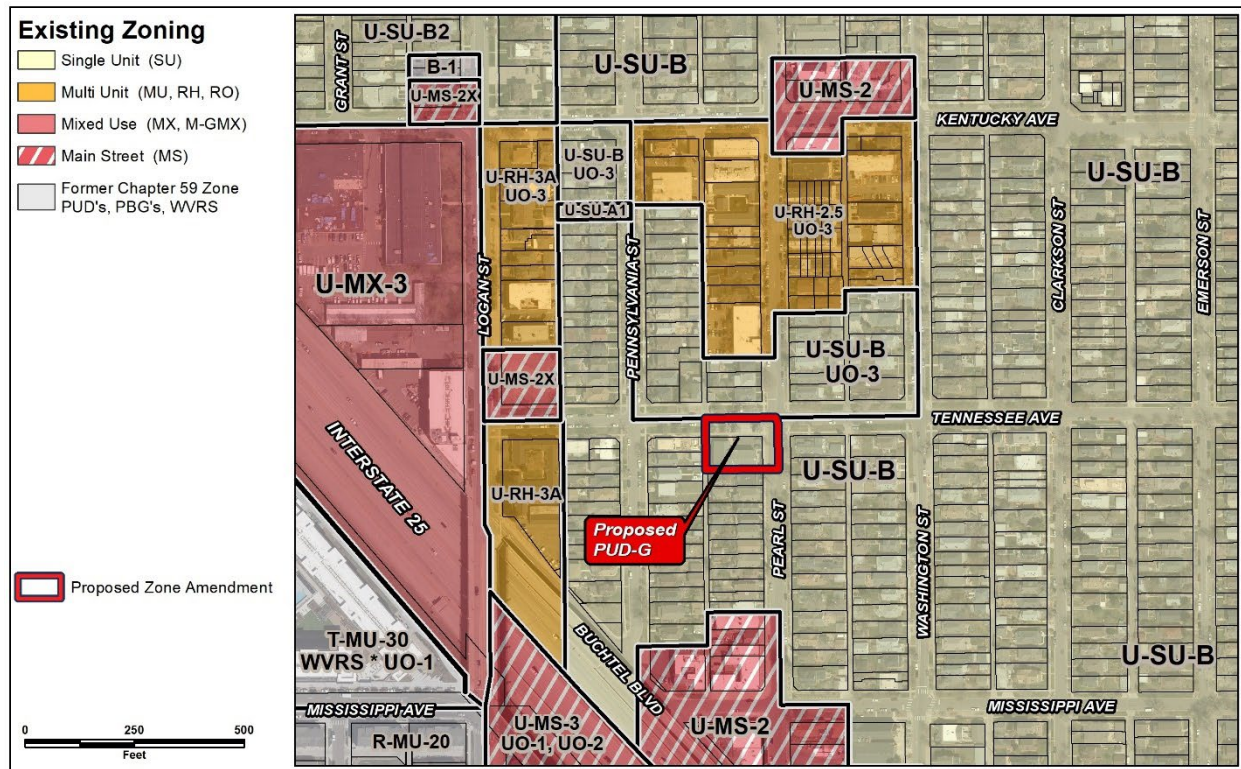 Existing Zoning
Single Unit (SU)
Multi Unit (MU, RH, RO)
Mixed Use (MX, M-GMX)
Main Street (MS)
Former Chapter 59 Zone
PUD's, PBG's, WVRS
Proposed Zone Amendment
0 250 500
Feet
U-SU-B2
GRANT ST
B-1
U-MS-2X
U-SU-B
U-MS-2
KENTUCKY AVE
U-SU-B
UO-3
U-RH-3A
UO-3
U-SU-A1
U-RH-2.5
UO-3
U-SU-B
CLARKSON ST
EMERSON ST
U-MX-3
LOGAN ST
PENNSYLVANIA ST
U-MS-2X
U-SU-B
UO-3
TENNESSEE AVE
INTERSTATE 25
U-RH-3A
U-SU-B
Proposed
PUD-G
PEARL ST
WASHINGTON ST
T-MU-30
WVRS * UO-1
BUCHTEL BLVD
U-SU-B
MISSISSIPPI AVE
R-MU-20
U-MS-3
UO-1, UO-2
U-MS-2
MISSISSIPPI AVE